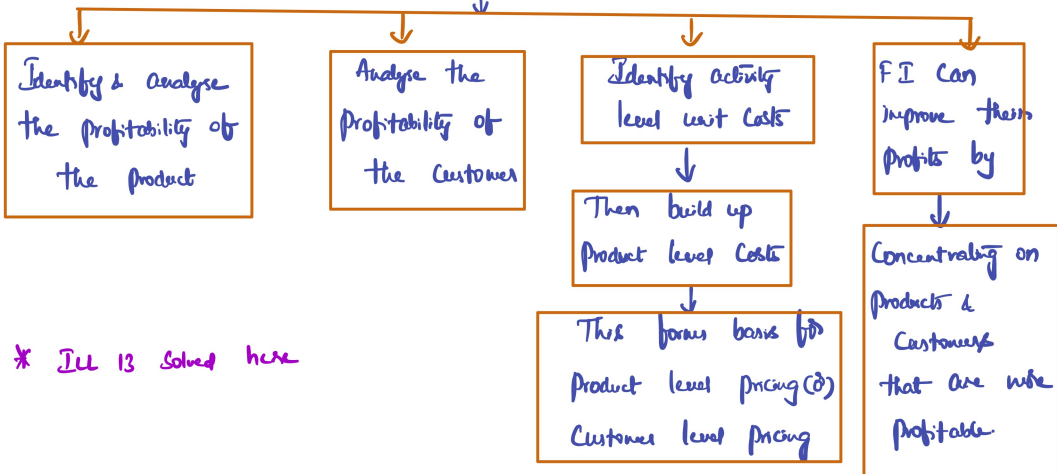 Identify & analyse
the profitability of
the product
Analyse the
profitability of
the customer
Identify activity
level unit costs
Then build up
Product level Costs
This forms basis for
Product level pricing (or)
Customer level pricing
FI Can
improve their
profits by
Concentrating on
products &
Customers
that are more
profitable.
* Ill 13 Solved here